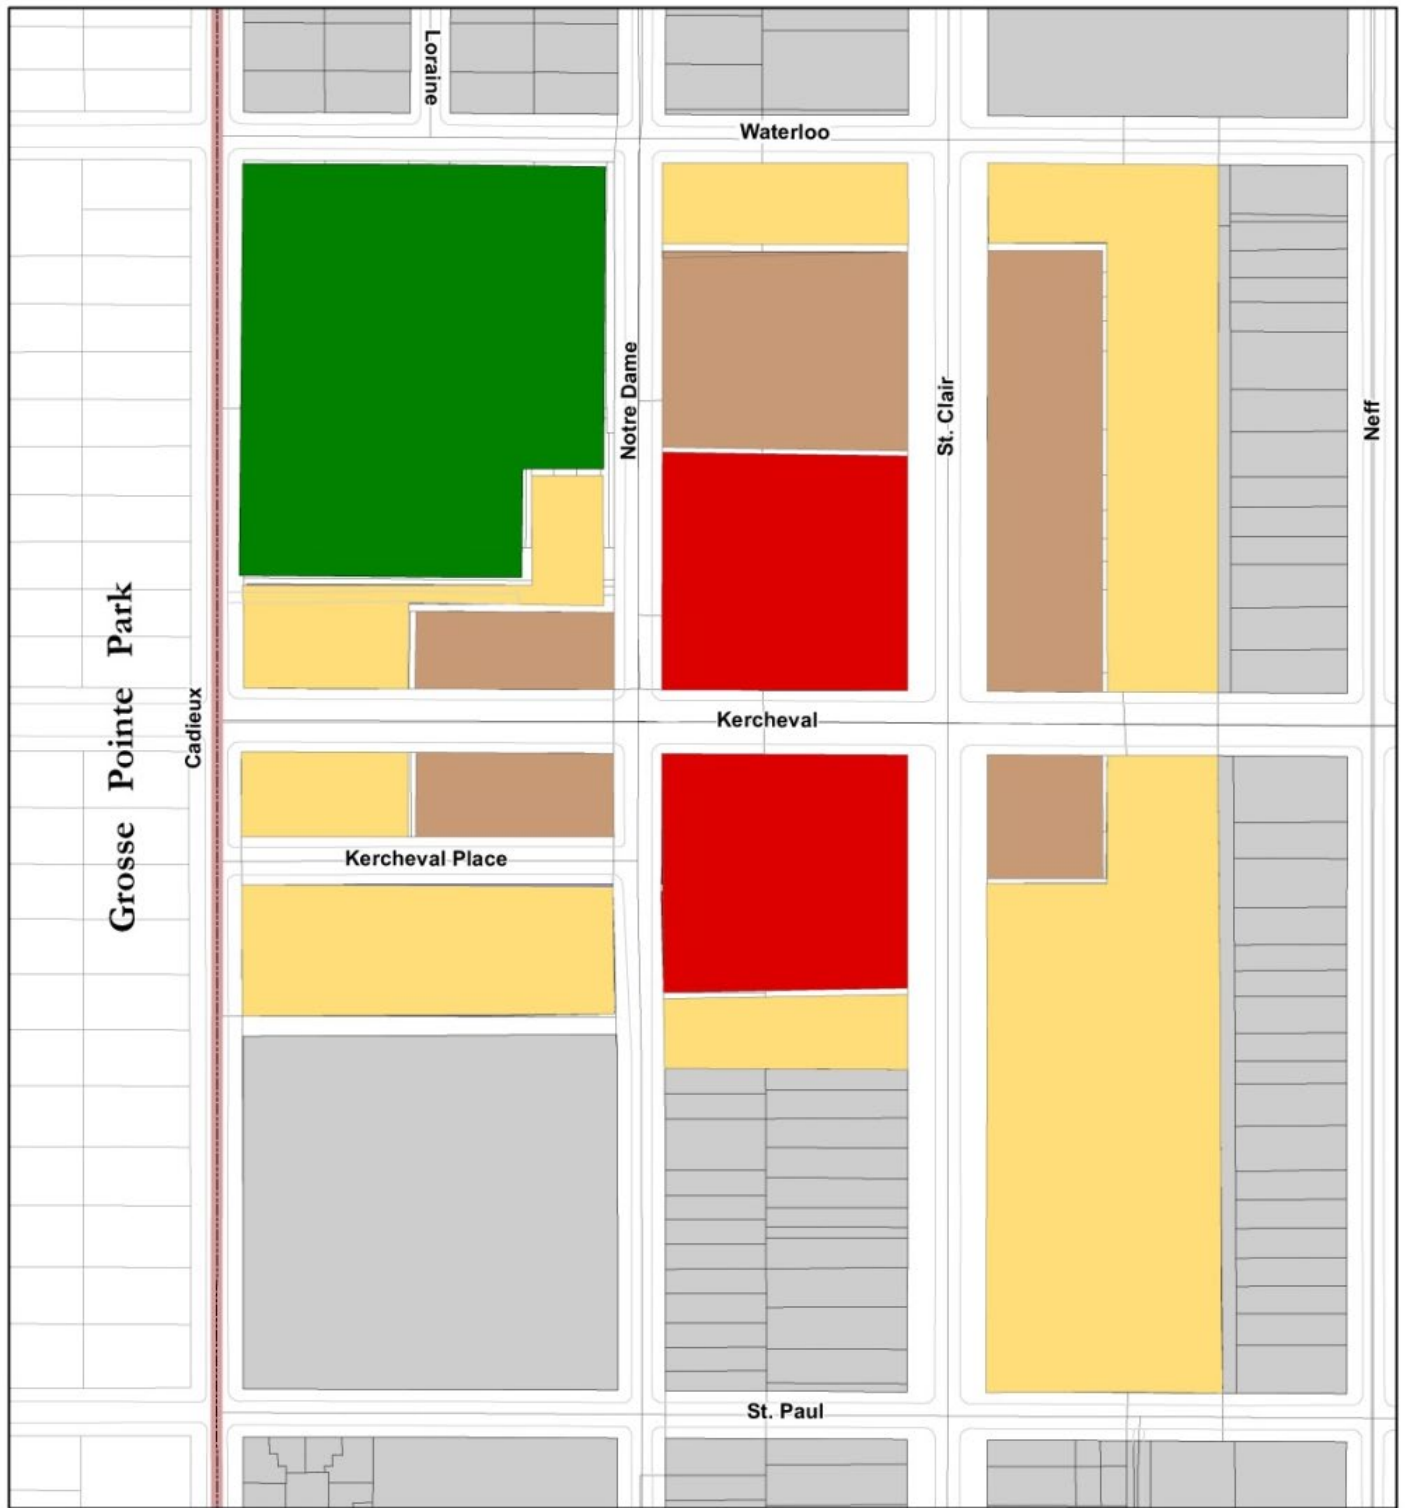 Loraine
Waterloo
Notre Dame
St. Clair
Neff
Grosse Pointe Park
Cadieux
Kercheval
Kercheval Place
St. Paul